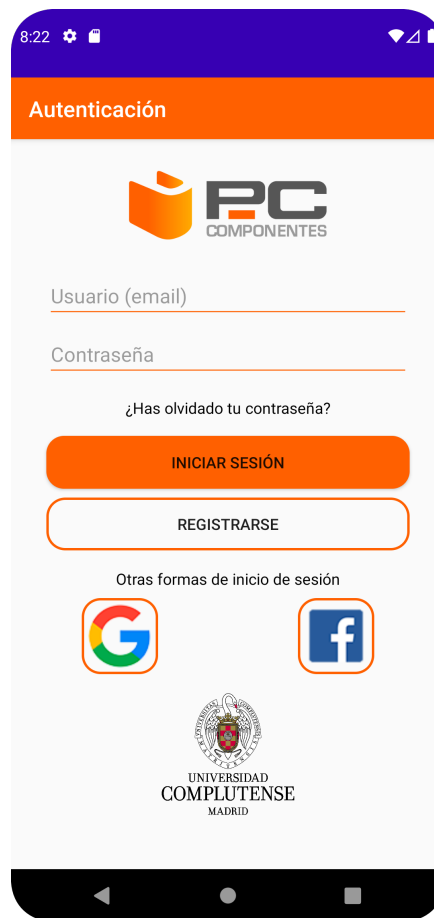 8:22
Autenticación
PC
COMPONENTES
Usuario (email)
Contraseña
¿Has olvidado tu contraseña?
INICIAR SESIÓN
REGISTRARSE
Otras formas de inicio de sesión
UNIVERSIDAD
COMPLUTENSE
MADRID